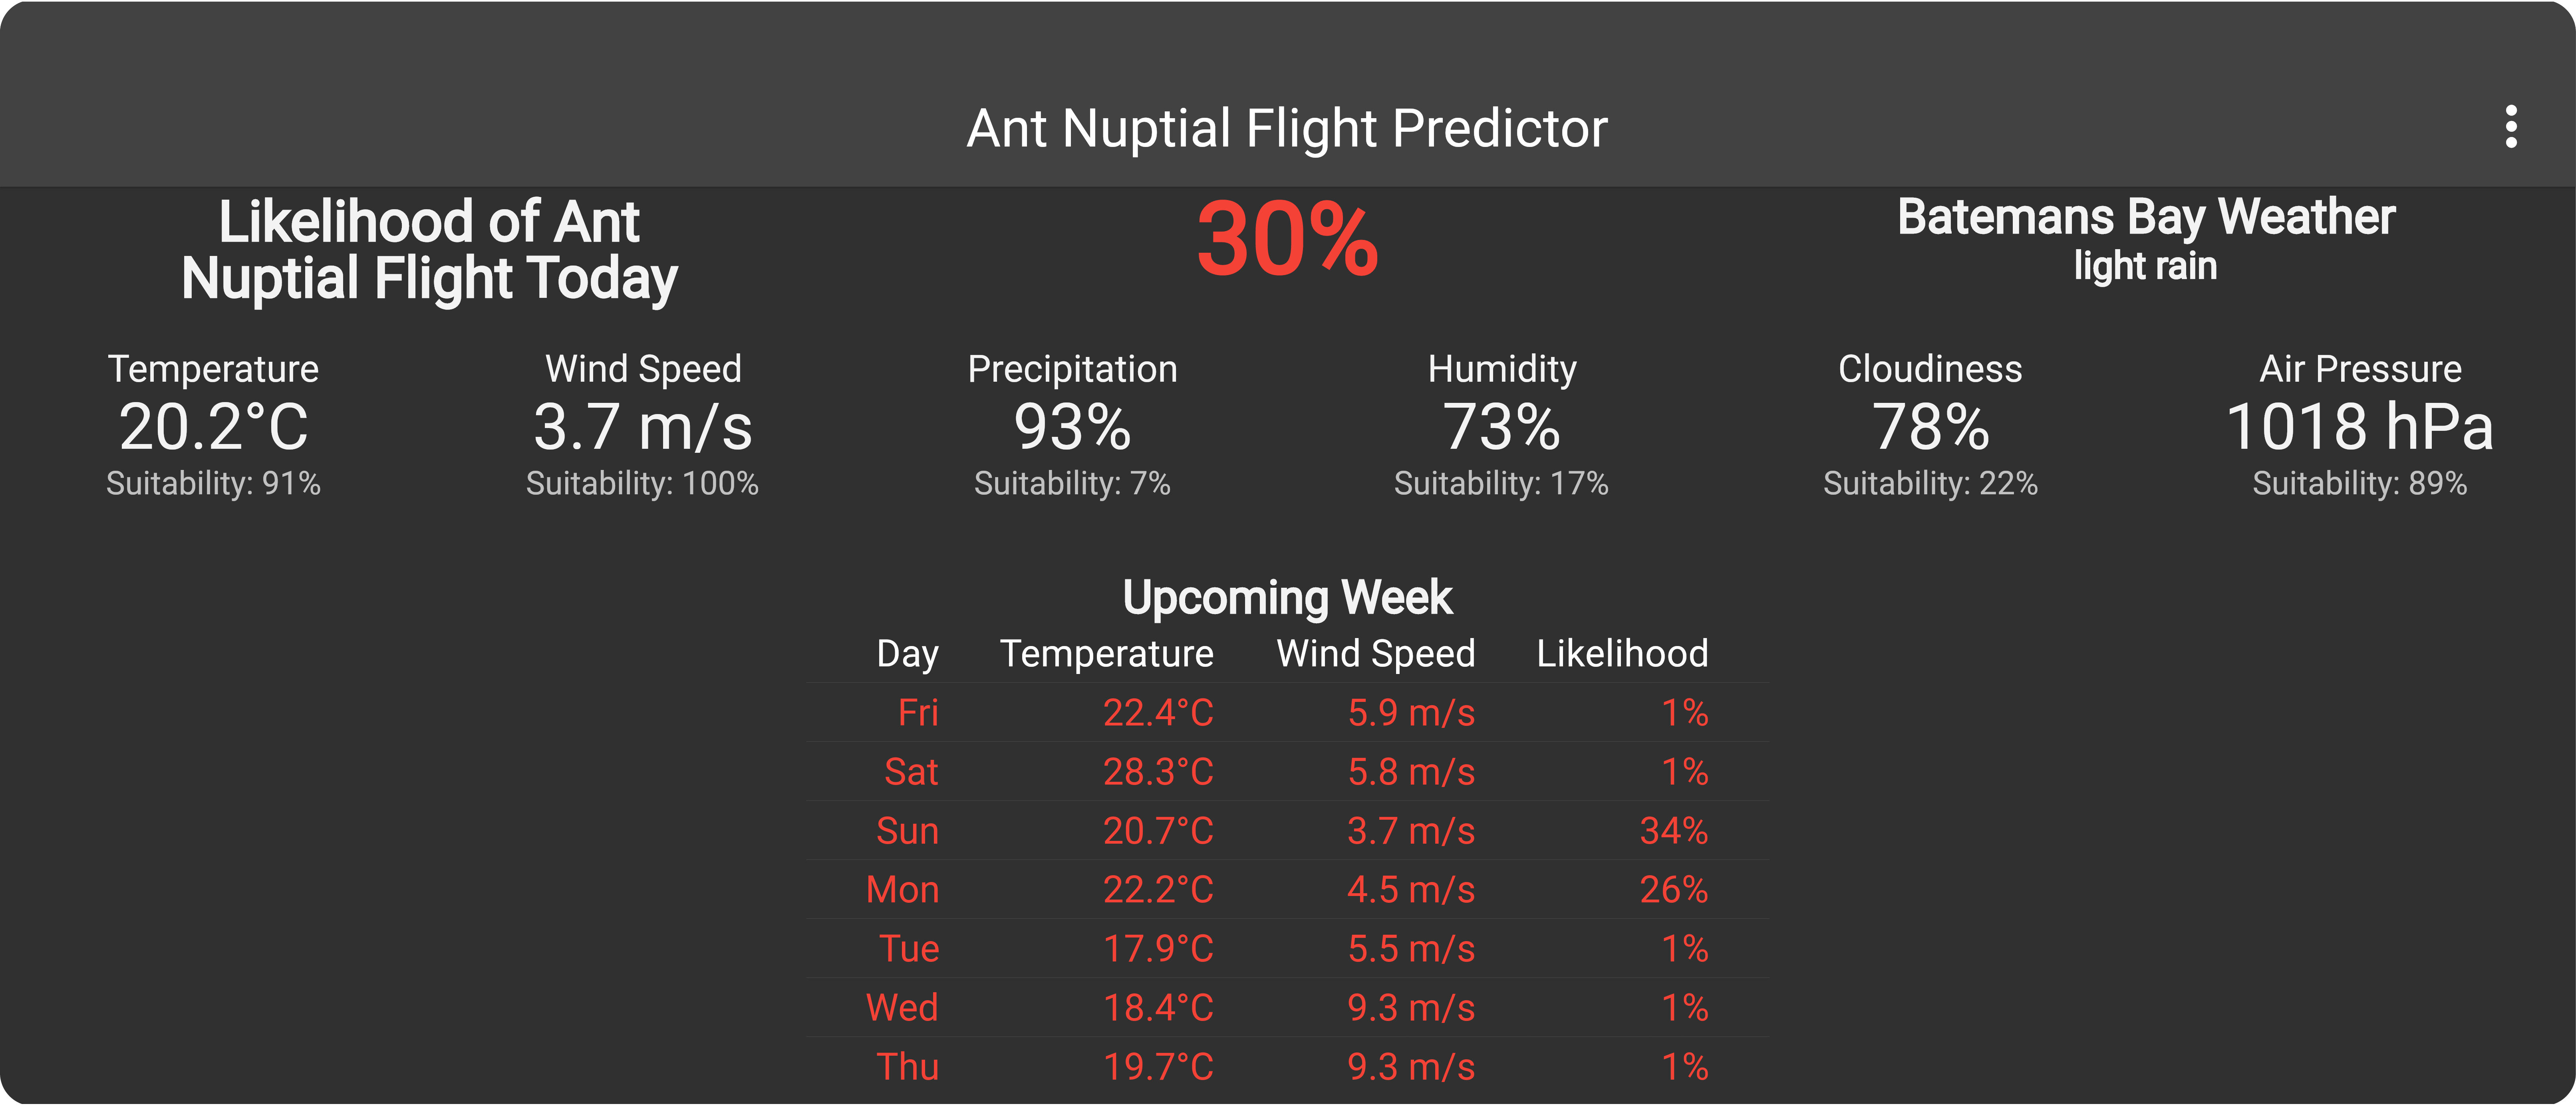 Ant Nuptial Flight Predictor
Likelihood of Ant
Nuptial Flight Today
30%
Batemans Bay Weather
light rain
Temperature
20.2°C
Suitability: 91%
Wind Speed
3.7 m/s
Suitability: 100%
Precipitation
93%
Suitability: 7%
Humidity
73%
Suitability: 17%
Cloudiness
78%
Suitability: 22%
Air Pressure
1018 hPa
Suitability: 89%
Upcoming Week
Day Temperature Wind Speed Likelihood
Fri 22.4°C 5.9 m/s 1%
Sat 28.3°C 5.8 m/s 1%
Sun 20.7°C 3.7 m/s 34%
Mon 22.2°C 4.5 m/s 26%
Tue 17.9°C 5.5 m/s 1%
Wed 18.4°C 9.3 m/s 1%
Thu 19.7°C 9.3 m/s 1%